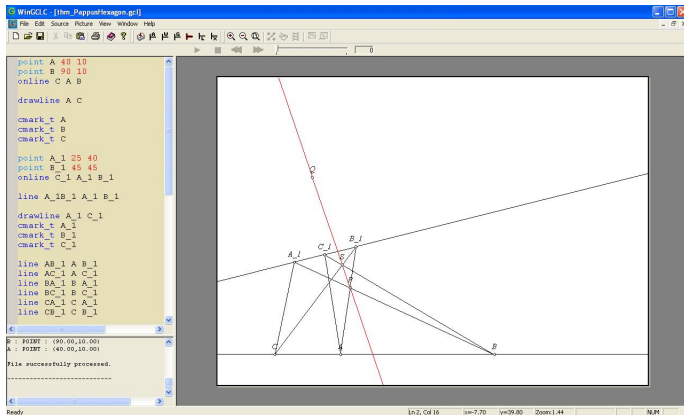 WinGCLC - [thm_PappusHexagon.gcl]
File Edit Source Picture View Window Help
0
point A 40 10
point B 90 10
online C A B
drawline A C
cmark_t A
cmark_t B
cmark_t C
point A_1 25 40
point B_1 45 45
online C_1 A_1 B_1
line A_1B_1 A_1 B_1
drawline A_1 C_1
cmark_t A_1
cmark_t B_1
cmark_t C_1
line AB_1 A B_1
line AC_1 A C_1
line BA_1 B A_1
line BC_1 B C_1
line CA_1 C A_1
line CB_1 C B_1
B : POINT : (90.00,10.00)
A : POINT : (40.00,10.00)
File successfully processed.
----------------------------
A_1
C_1
B_1
S
P
C
A
B
Ready
Ln 2, Col 16
x=-7.70
y=39.80
Zoom:1.44
NUM